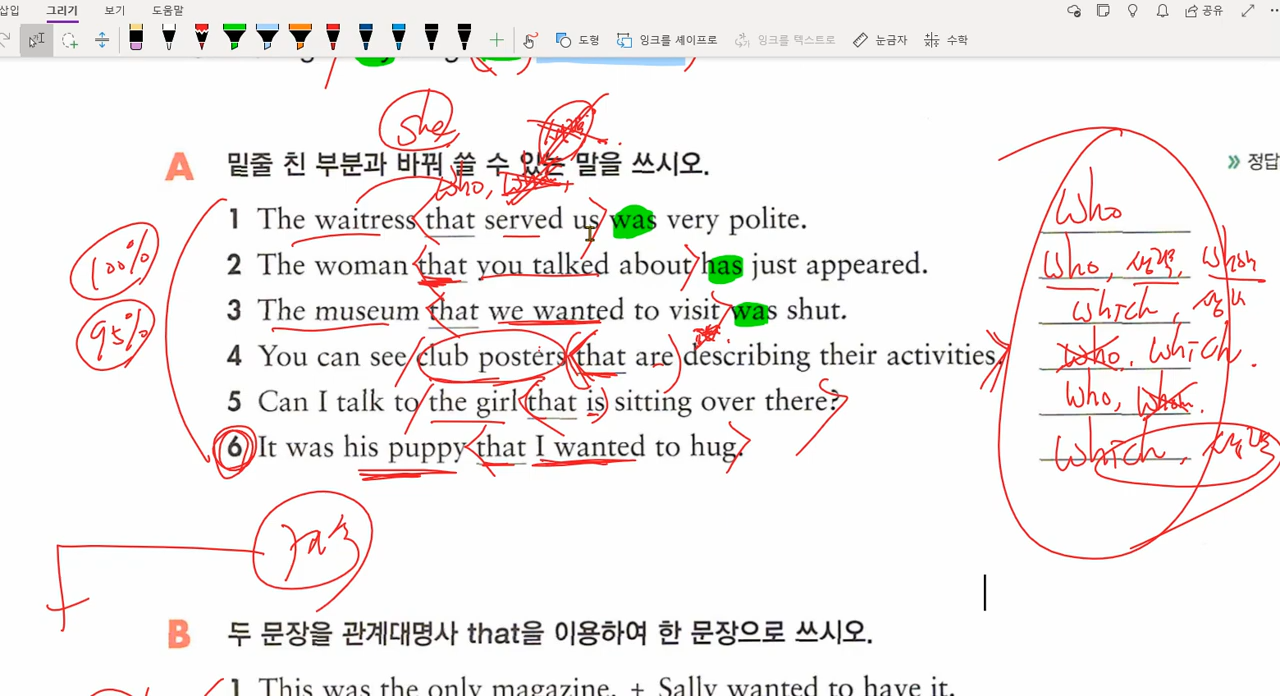 삽입 그리기 보기 도움말 공유
도형 잉크를 셰이프로 잉크를 텍스트로 눈금자 수학
She
A 밑줄 친 부분과 바꿔 쓸 수 있는 말을 쓰시오. » 정답
who,
who
1 The waitress that served us was very polite.
100%
2 The woman that you talked about has just appeared. who, 생략, whom
3 The museum that we wanted to visit was shut. which, 생략
95%
4 You can see club posters that are describing their activities. who, which.
5 Can I talk to the girl that is sitting over there? who, whom.
6 It was his puppy that I wanted to hug. which, 생략
B 두 문장을 관계대명사 that을 이용하여 한 문장으로 쓰시오.
1 This was the only magazine. + Sally wanted to have it.